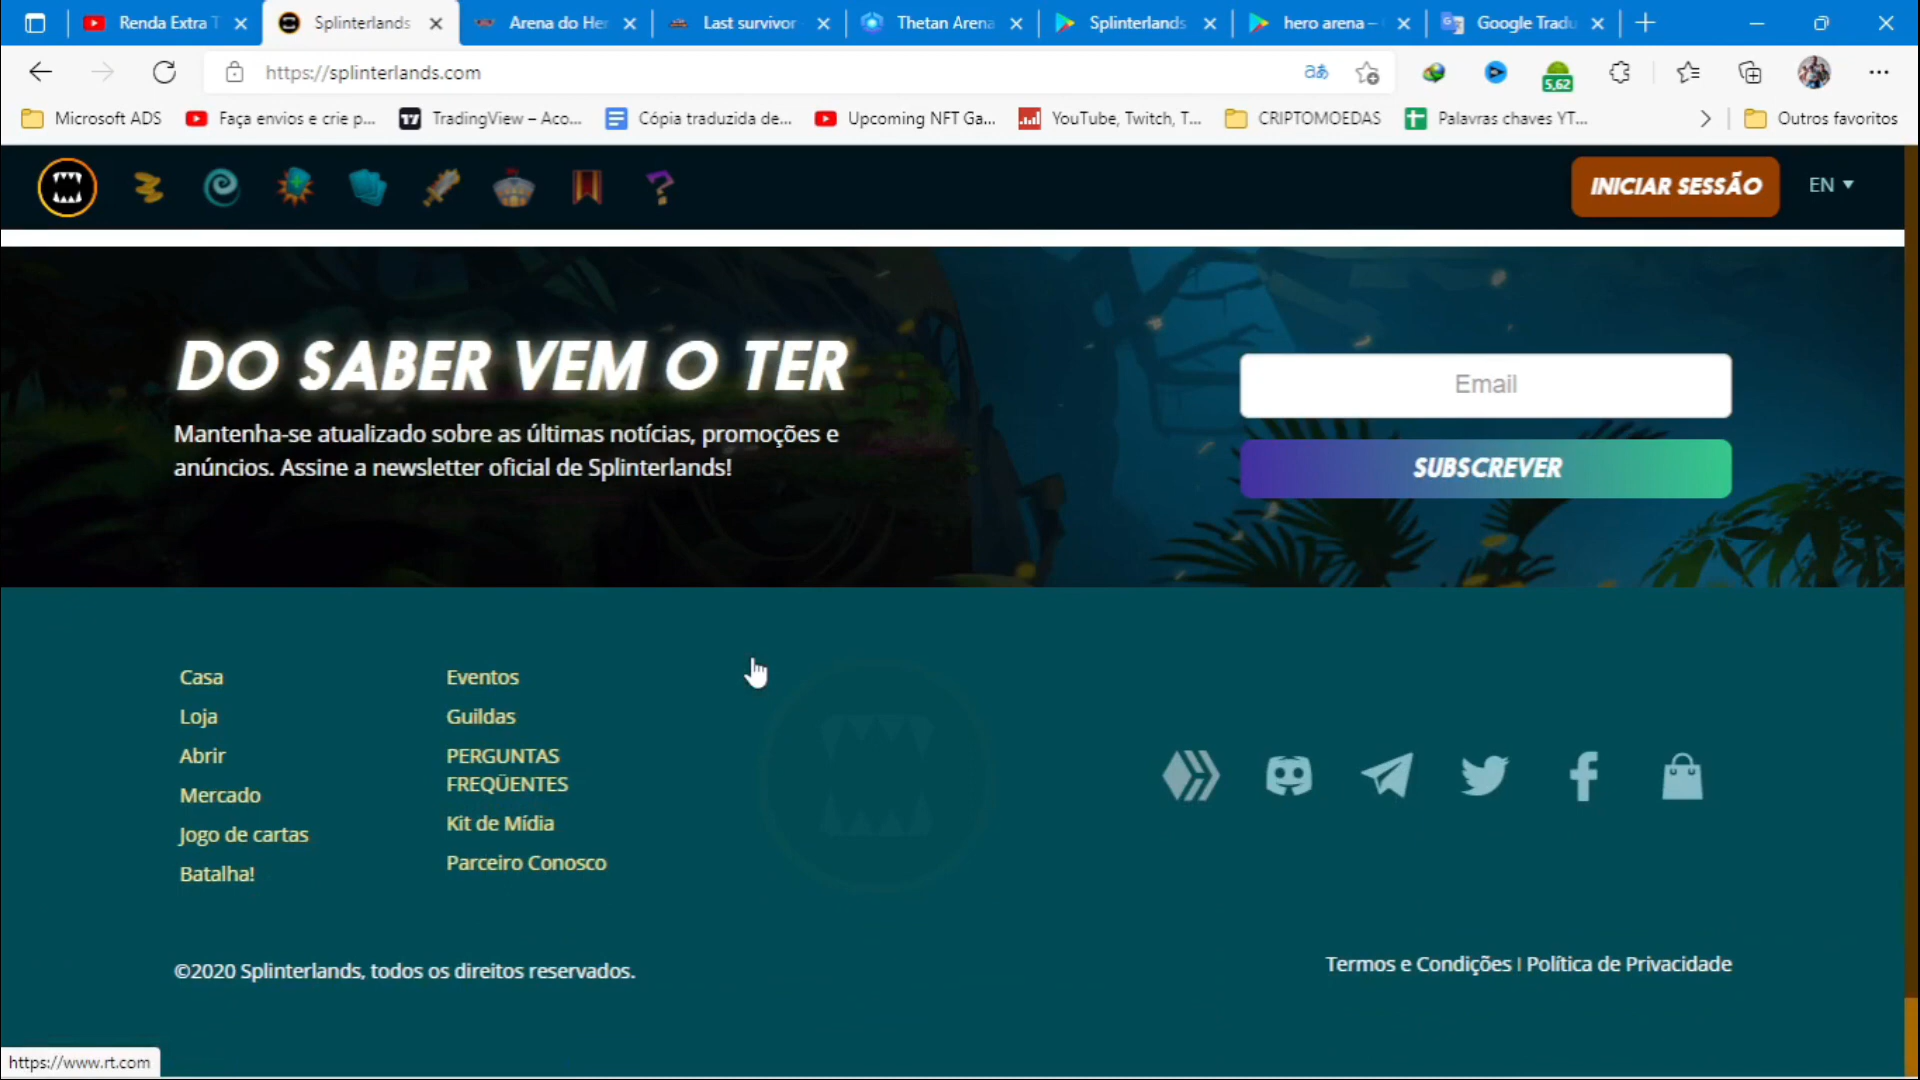 Renda Extra T
Splinterlands
Arena do Her
Last survivor
Thetan Arena
Splinterlands
hero arena –
Google Tradu
https://splinterlands.com
5,62
Microsoft ADS
Faça envios e crie p...
TradingView – Aco...
Cópia traduzida de...
Upcoming NFT Ga...
YouTube, Twitch, T...
CRIPTOMOEDAS
Palavras chaves YT...
Outros favoritos
INICIAR SESSÃO
EN
DO SABER VEM O TER
Mantenha-se atualizado sobre as últimas notícias, promoções e
anúncios. Assine a newsletter oficial de Splinterlands!
Email
SUBSCREVER
Casa
Loja
Abrir
Mercado
Jogo de cartas
Batalha!
Eventos
Guildas
PERGUNTAS
FREQÜENTES
Kit de Mídia
Parceiro Conosco
©2020 Splinterlands, todos os direitos reservados.
Termos e Condições | Política de Privacidade
https://www.rt.com